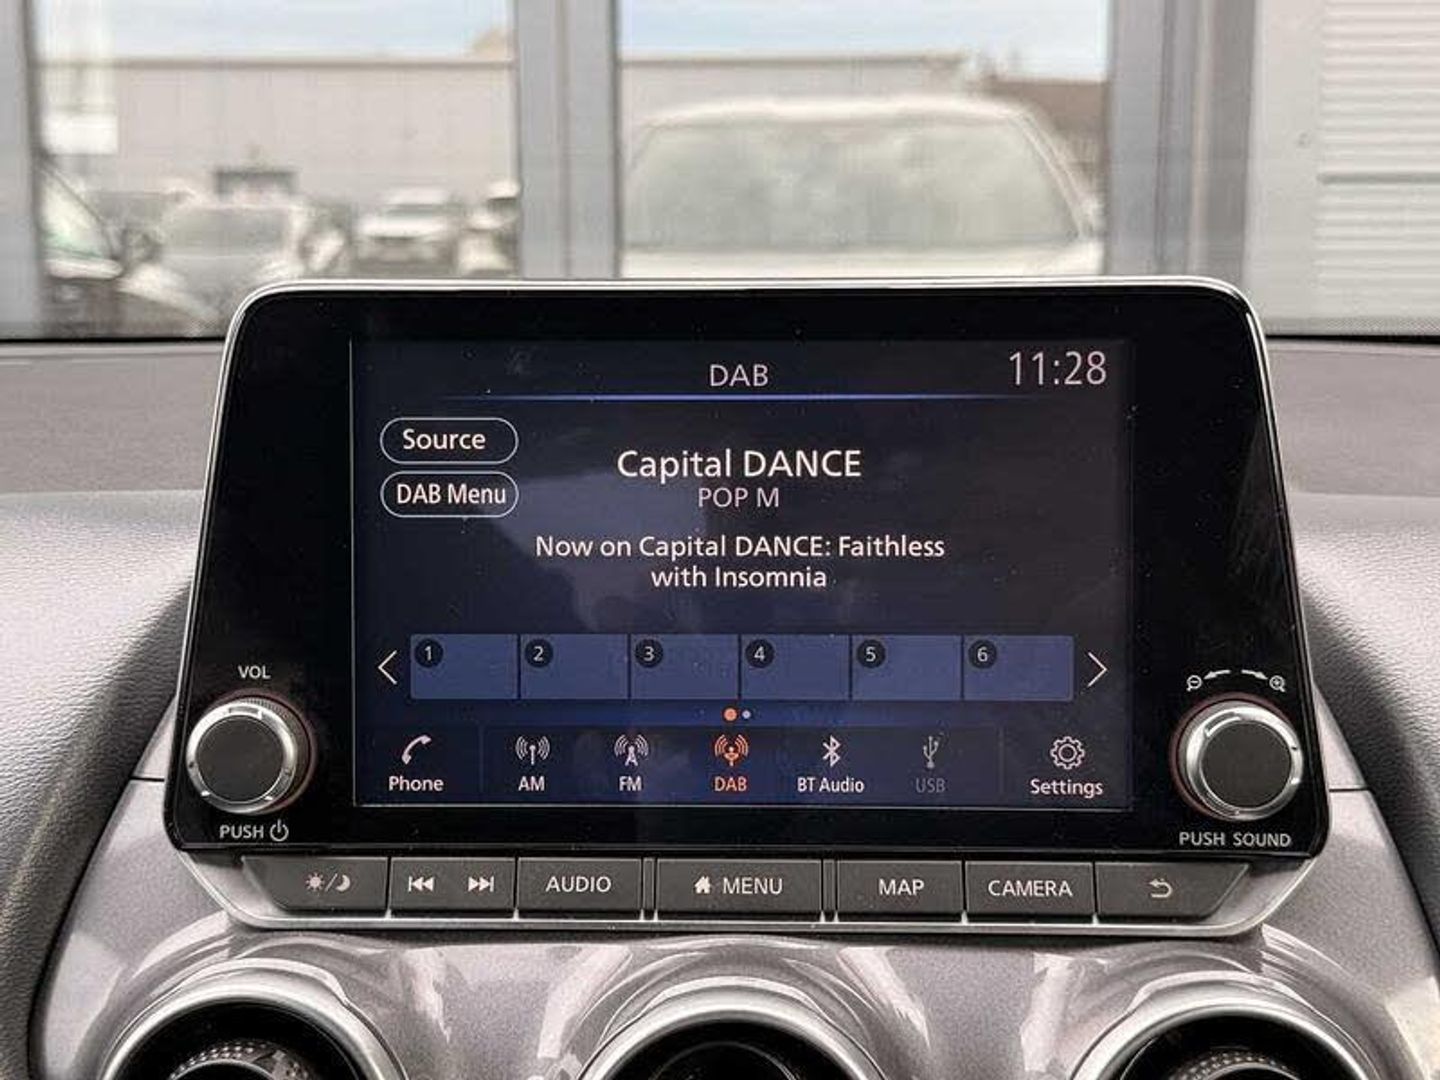 DAB
11:28
Source
Capital DANCE
DAB Menu
POP M
Now on Capital DANCE: Faithless
with Insomnia
1 2 3 4 5 6
VOL
Phone AM FM DAB BT Audio USB Settings
PUSH
PUSH SOUND
AUDIO MENU MAP CAMERA